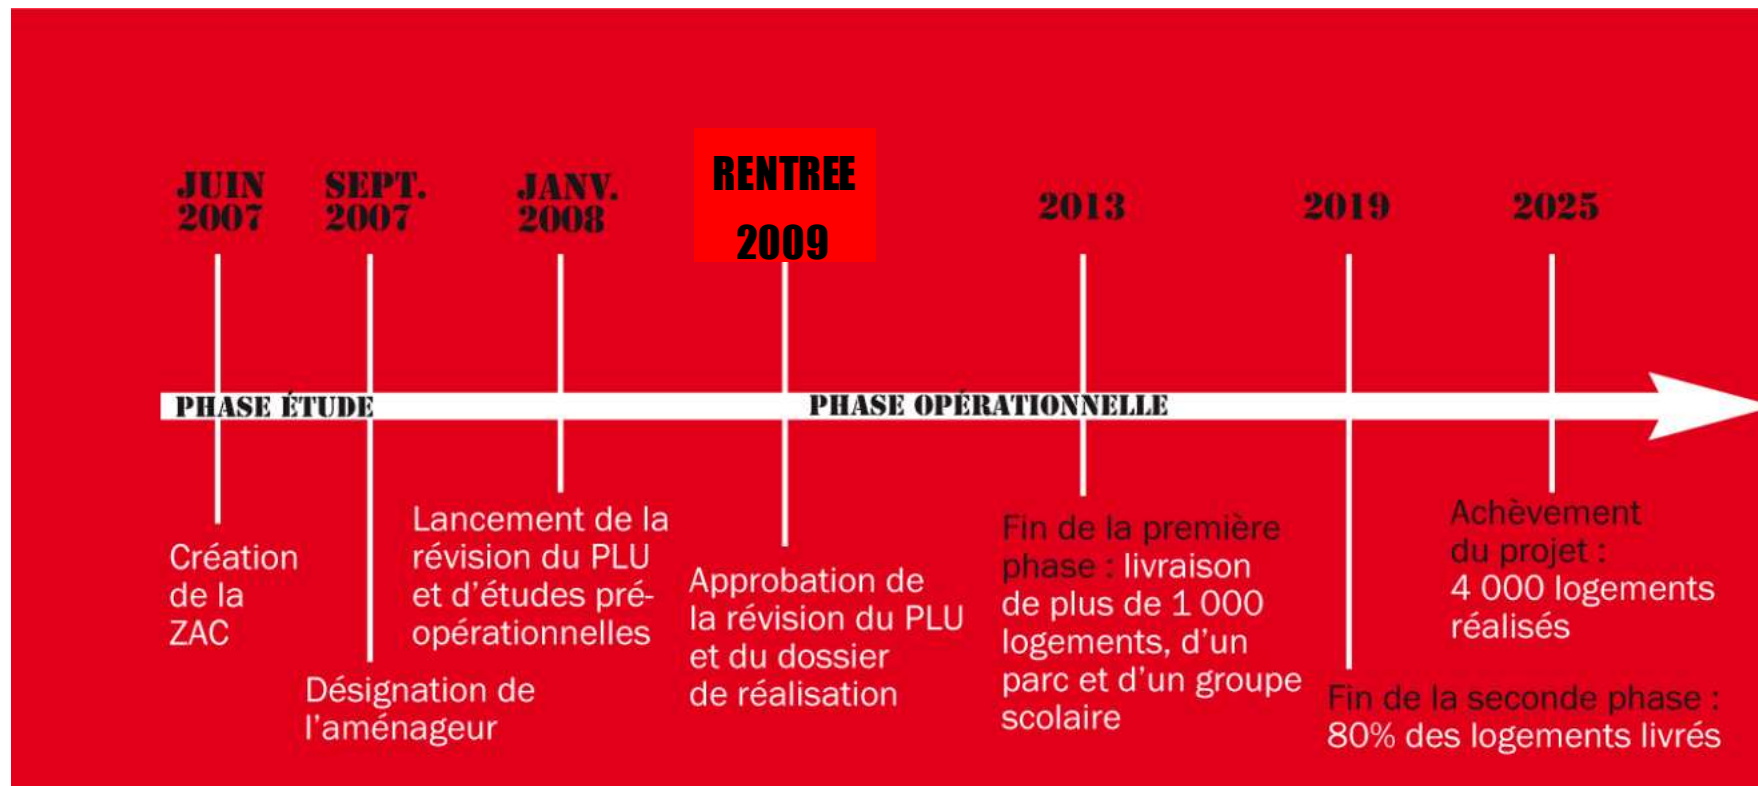 JUIN
2007
SEPT.
2007
JANV.
2008
RENTREE
2009
2013
2019
2025
PHASE ÉTUDE
PHASE OPÉRATIONNELLE
Création
de la
ZAC
Désignation de
l'aménageur
Lancement de la
révision du PLU
et d'études pré-
opérationnelles
Approbation de
la révision du PLU
et du dossier
de réalisation
Fin de la première
phase : livraison
de plus de 1 000
logements, d'un
parc et d'un groupe
scolaire
Fin de la seconde phase :
80% des logements livrés
Achèvement
du projet :
4 000 logements
réalisés